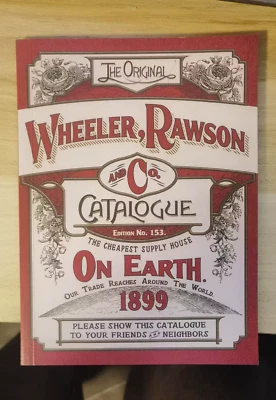 The Original
Wheeler, Rawson
and Co.
Catalogue
Edition No. 153.
The Cheapest Supply House
On Earth.
Our Trade Reaches Around The World.
1899
Please show this catalogue
to your friends and neighbors